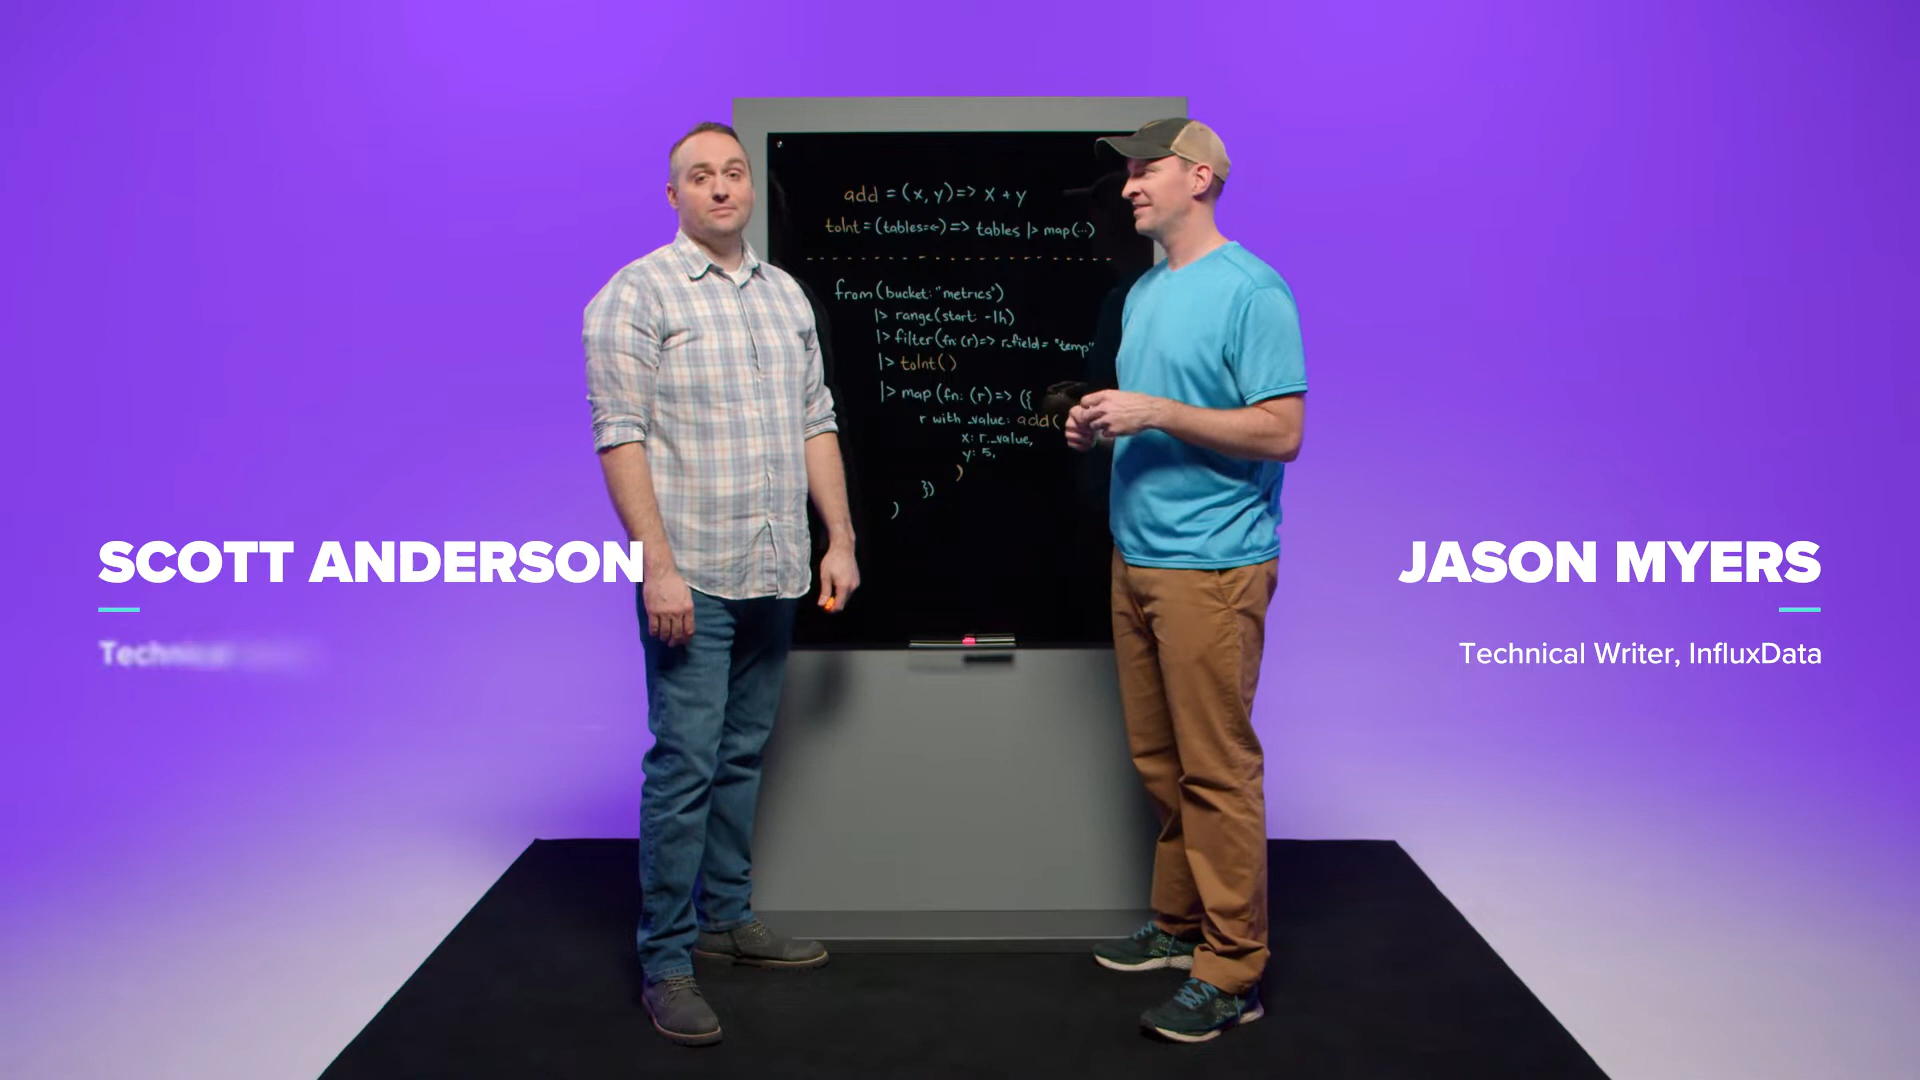 add = (x, y) => x + y
toInt = (tables=<-) => tables |> map(...)
from (bucket: "metrics")
|> range(start: -1h)
|> filter(fn: (r) => r._field = "temp"
|> toInt( )
|> map (fn: (r) => ({
r with _value: add(
x: r._value,
y: 5,
)
})
)
SCOTT ANDERSON
Technical
JASON MYERS
Technical Writer, InfluxData